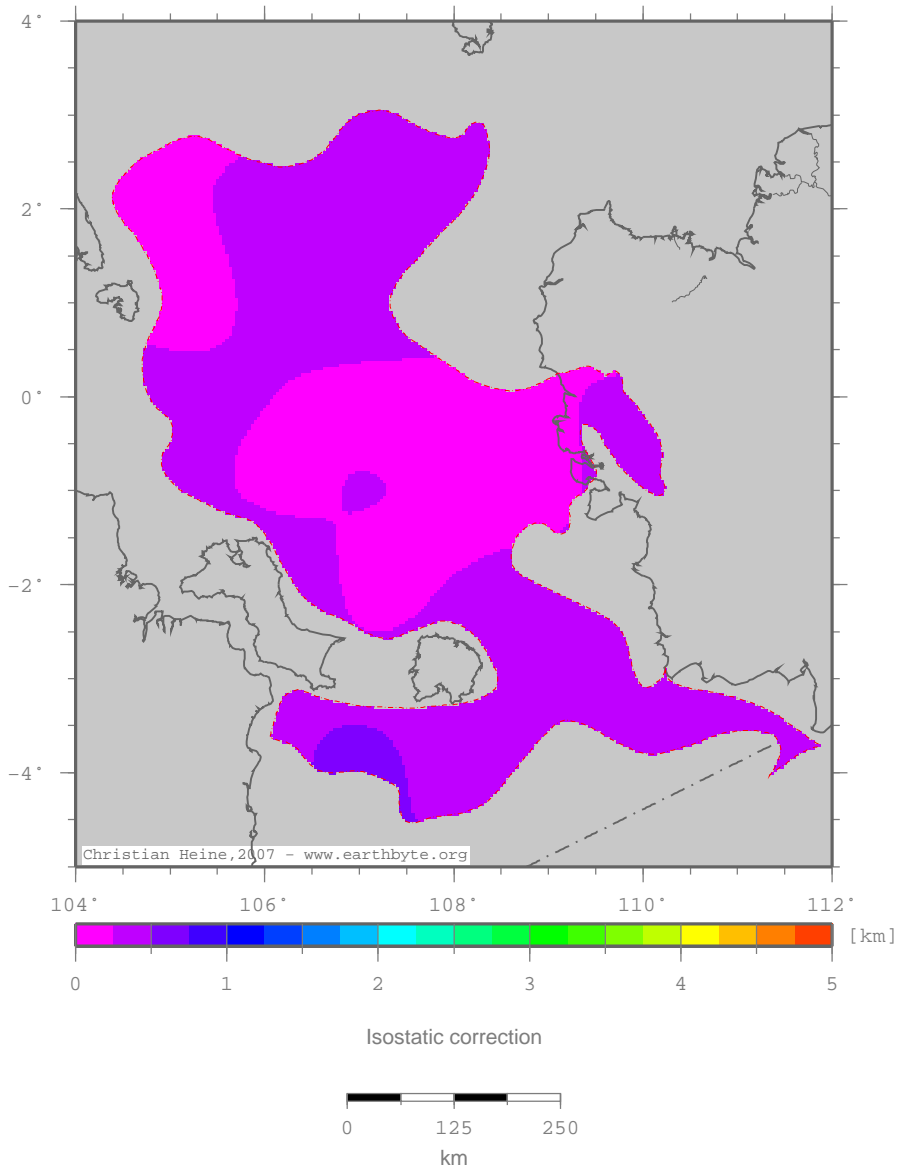 4°
2°
0°
−2°
−4°
Christian Heine,2007 - www.earthbyte.org
104° 106° 108° 110° 112°
[km]
0 1 2 3 4 5
Isostatic correction
0 125 250
km